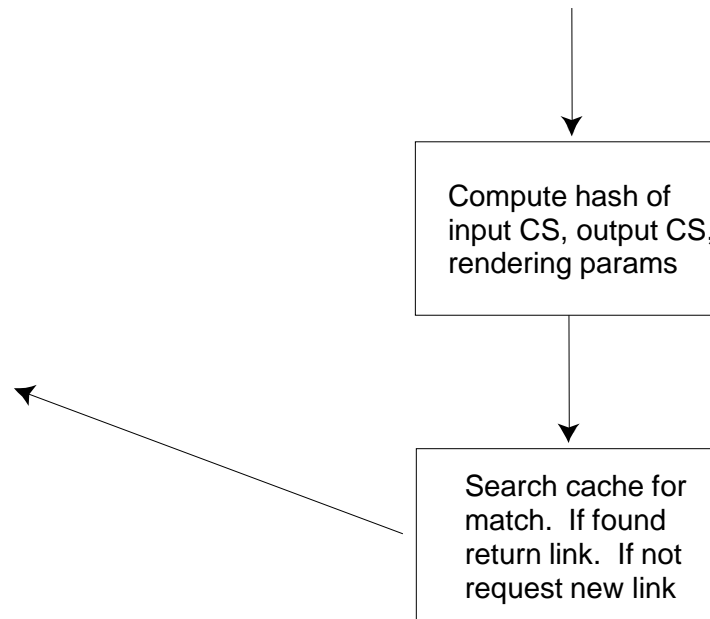 Compute hash of
input CS, output CS,
rendering params
Search cache for
match.  If found
return link.  If not
request new link